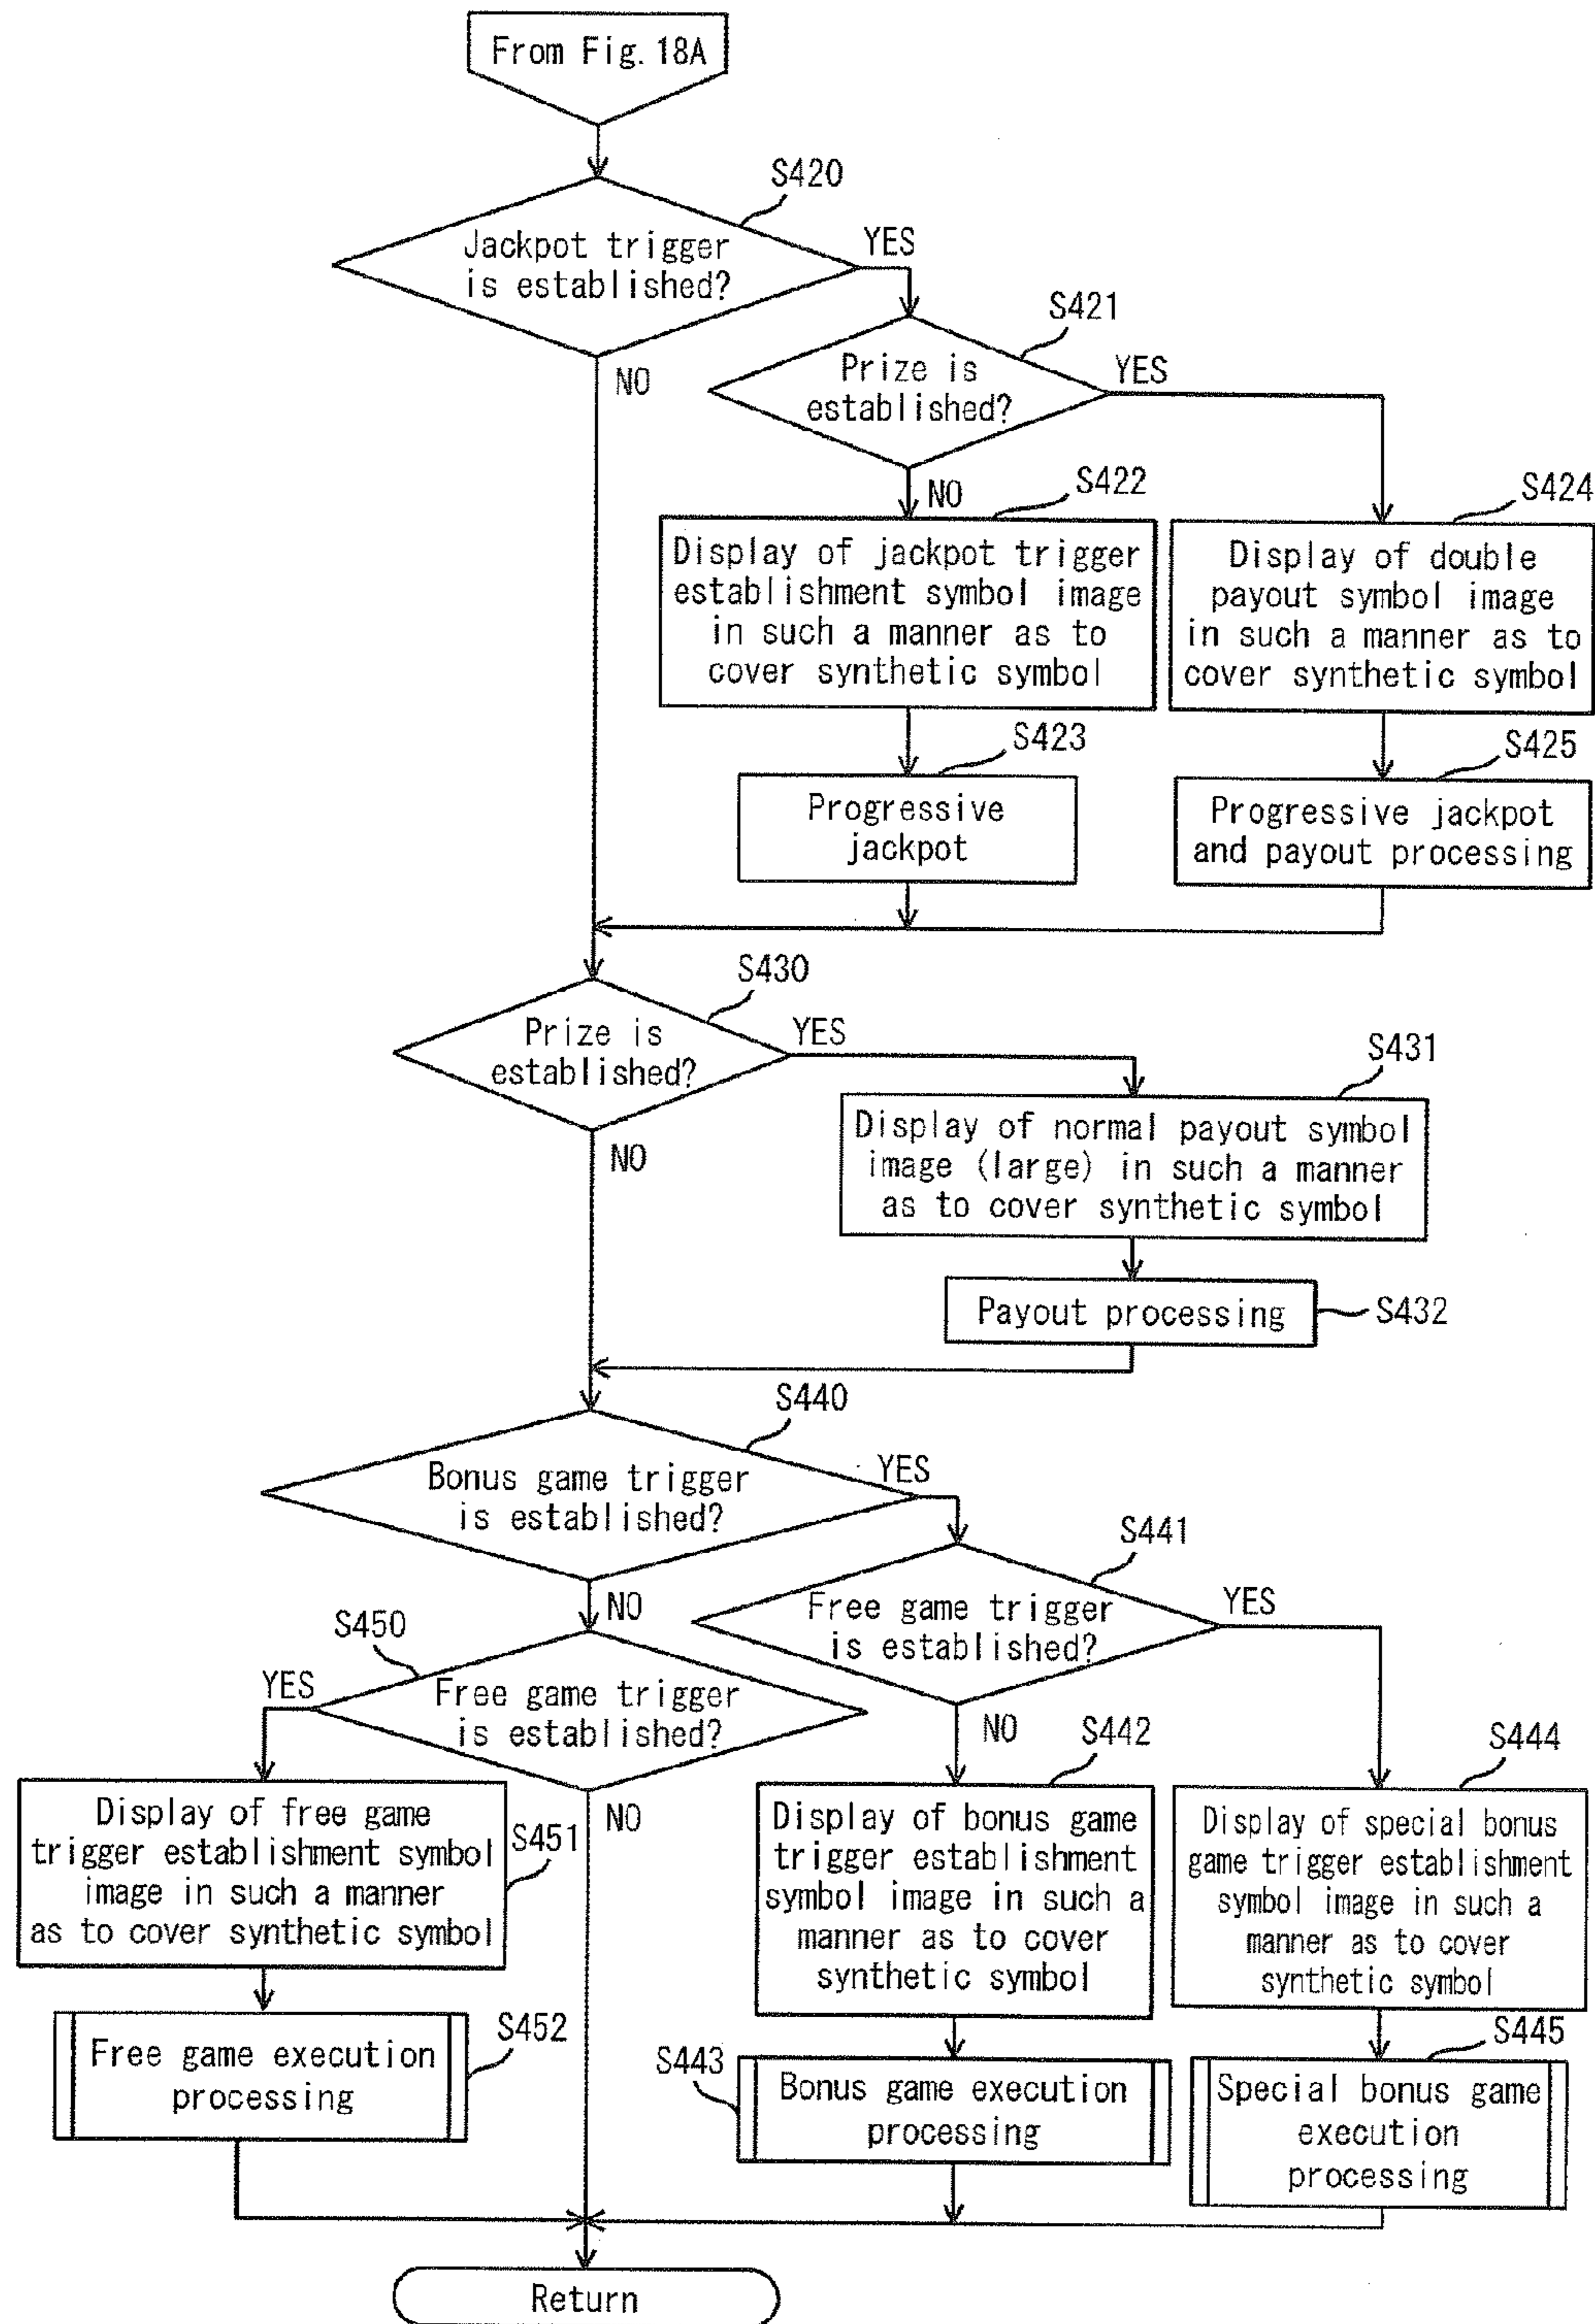 From Fig. 18A
S420
Jackpot trigger
is established?
YES
NO
S421
Prize is
established?
YES
NO
S422
Display of jackpot trigger
establishment symbol image
in such a manner as to
cover synthetic symbol
S424
Display of double
payout symbol image
in such a manner as to
cover synthetic symbol
S423
Progressive
jackpot
S425
Progressive jackpot
and payout processing
S430
Prize is
established?
YES
NO
S431
Display of normal payout symbol
image (large) in such a manner
as to cover synthetic symbol
Payout processing
S432
S440
Bonus game trigger
is established?
YES
NO
S441
Free game trigger
is established?
YES
NO
S450
Free game trigger
is established?
YES
NO
S451
Display of free game
trigger establishment symbol
image in such a manner
as to cover synthetic symbol
S442
Display of bonus game
trigger establishment
symbol image in such a
manner as to cover
synthetic symbol
S444
Display of special bonus
game trigger establishment
symbol image in such a
manner as to cover
synthetic symbol
S452
Free game execution
processing
S443
Bonus game execution
processing
S445
Special bonus game
execution
processing
Return